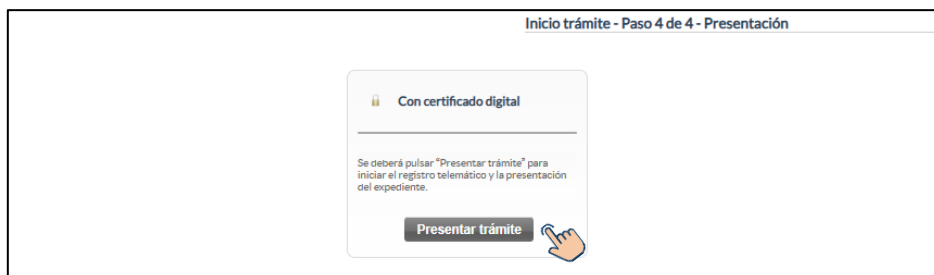 Inicio trámite - Paso 4 de 4 - Presentación
Con certificado digital
Se deberá pulsar "Presentar trámite" para
iniciar el registro telemático y la presentación
del expediente.
Presentar trámite